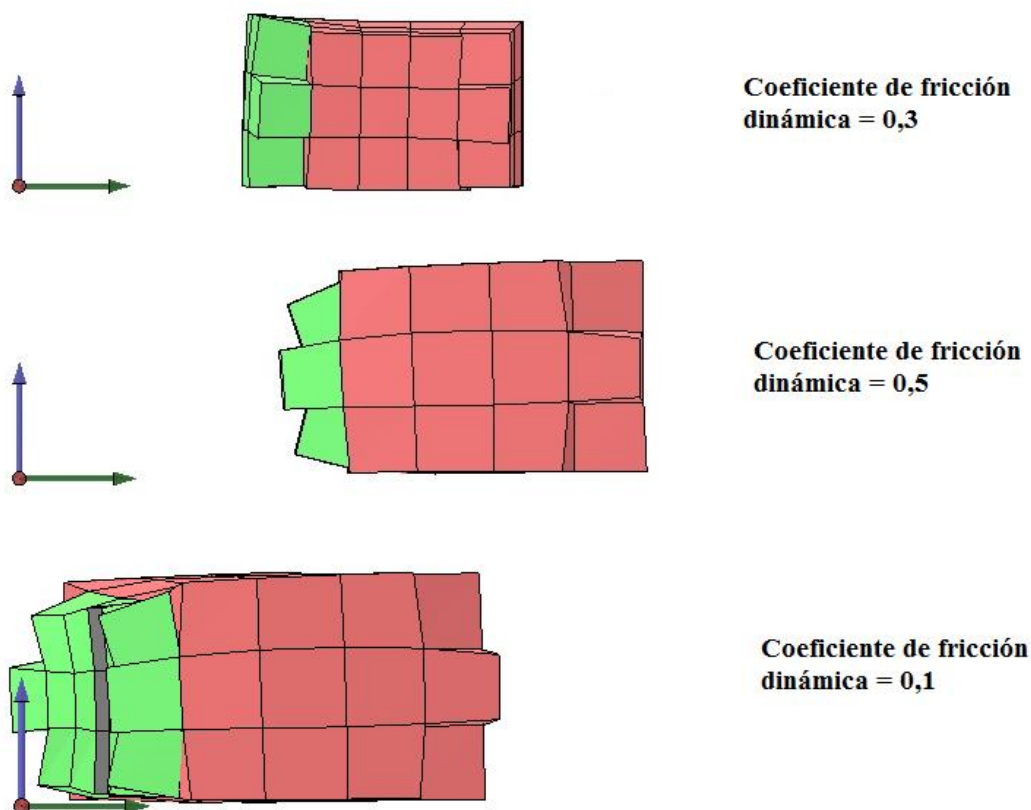 Coeficiente de fricción
dinámica = 0,3
Coeficiente de fricción
dinámica = 0,5
Coeficiente de fricción
dinámica = 0,1